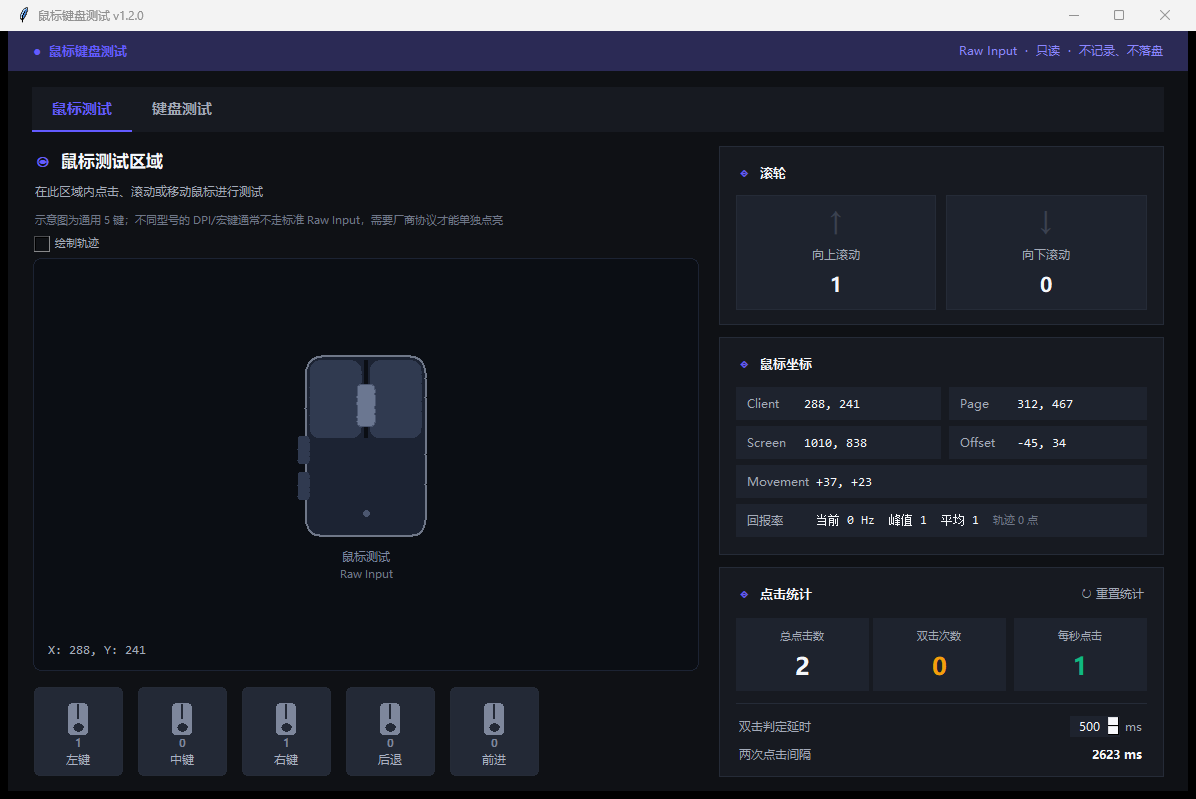 鼠标键盘测试 v1.2.0
鼠标键盘测试
Raw Input · 只读 · 不记录、不落盘
鼠标测试
键盘测试
鼠标测试区域
在此区域内点击、滚动或移动鼠标进行测试
示意图为通用 5 键；不同型号的 DPI/宏键通常不走标准 Raw Input，需要厂商协议才能单独点亮
绘制轨迹
鼠标测试
Raw Input
X: 288, Y: 241
1
左键
0
中键
1
右键
0
后退
0
前进
滚轮
↑
向上滚动
1
↓
向下滚动
0
鼠标坐标
Client 288, 241
Page 312, 467
Screen 1010, 838
Offset -45, 34
Movement +37, +23
回报率 当前 0 Hz 峰值 1 平均 1 轨迹 0 点
点击统计
↻ 重置统计
总点击数
2
双击次数
0
每秒点击
1
双击判定延时 500 ms
两次点击间隔 2623 ms